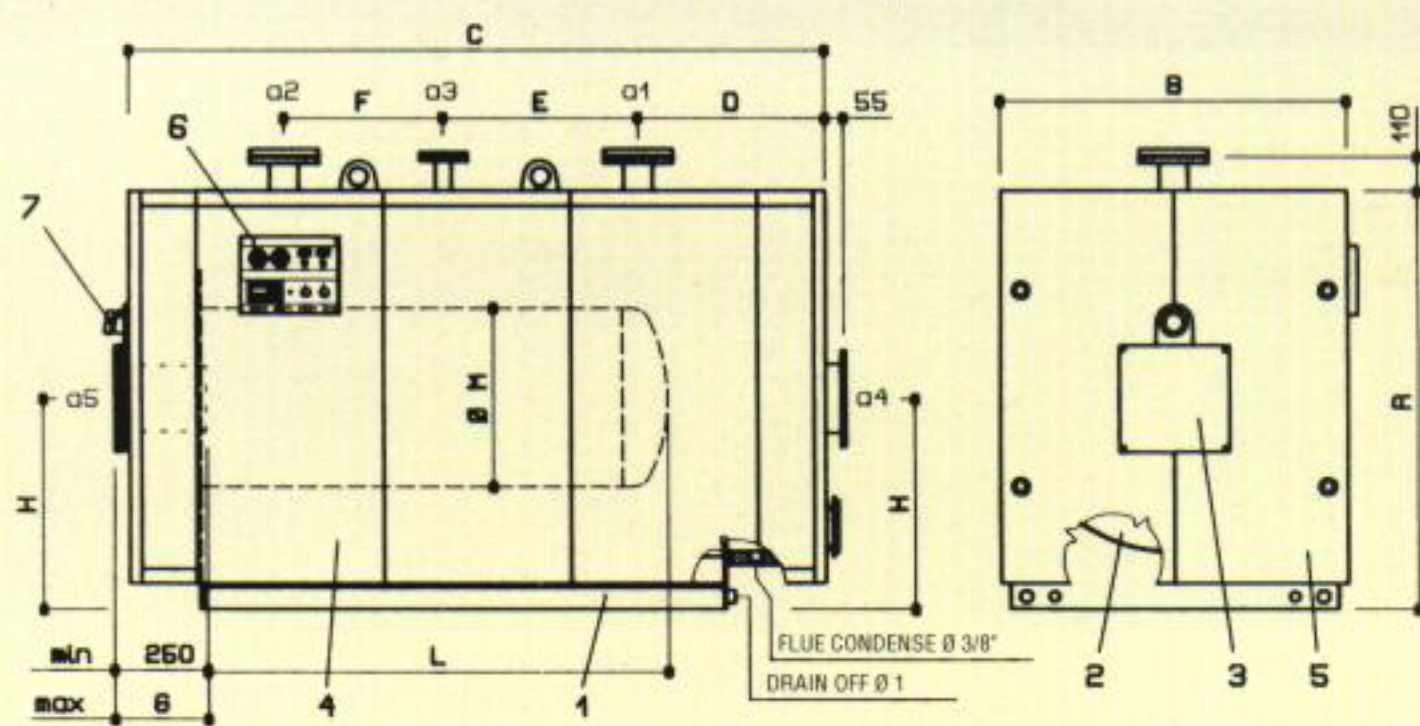 C
a2 F a3 E a1 D 55
B
110
6
7
a5
Ø M
a4
H
H
A
FLUE CONDENSE Ø 3/8"
DRAIN OFF Ø 1
min 260 L
max 6
4 1
2 3 5